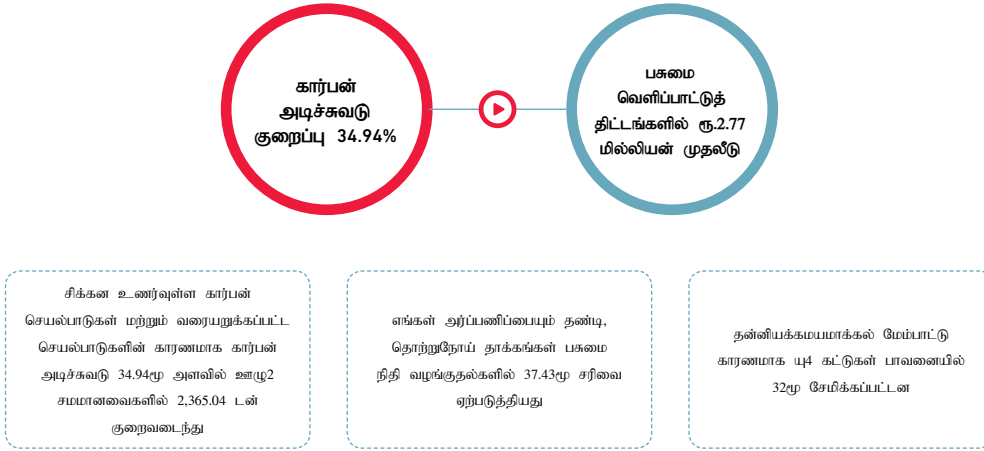 கார்பன்
அடிச்சுவடு
குறைப்பு 34.94%
பசுமை
வெளிப்பாட்டுத்
திட்டங்களில் ரூ.2.77
மில்லியன் முதலீடு
சிக்கன உணர்வுள்ள கார்பன்
செயல்பாடுகள் மற்றும் வரையறுக்கப்பட்ட
செயல்பாடுகளின் காரணமாக கார்பன்
அடிச்சுவடு 34.94மூ அளவில் ஊழு2
சமமானவைகளில் 2,365.04 டன்
குறைவடைந்து
எங்கள் அர்ப்பணிப்பையும் தண்டி,
தொற்றுநோய் தாக்கங்கள் பசுமை
நிதி வழங்குதல்களில் 37.43மூ சரிவை
ஏற்படுத்தியது
தன்னியக்கமயமாக்கல் மேம்பாட்டு
காரணமாக யு4 கட்டுகள் பாவனையில்
32மூ சேமிக்கப்பட்டன